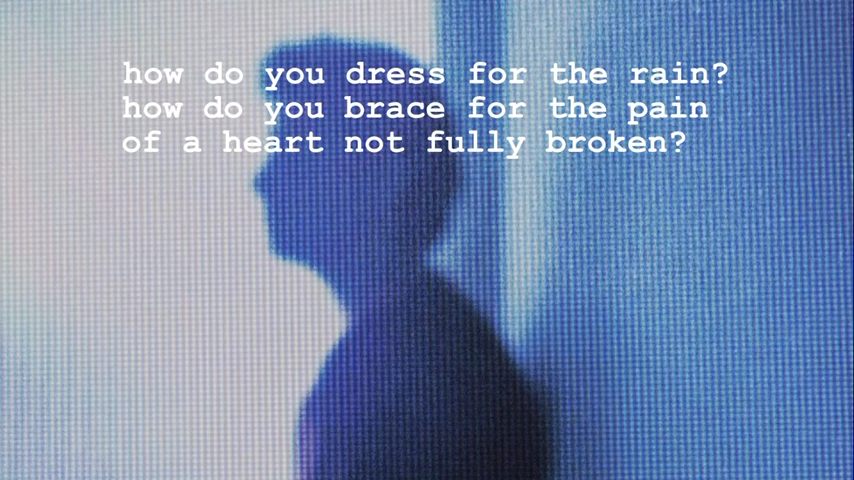 how do you dress for the rain?
how do you brace for the pain
of a heart not fully broken?